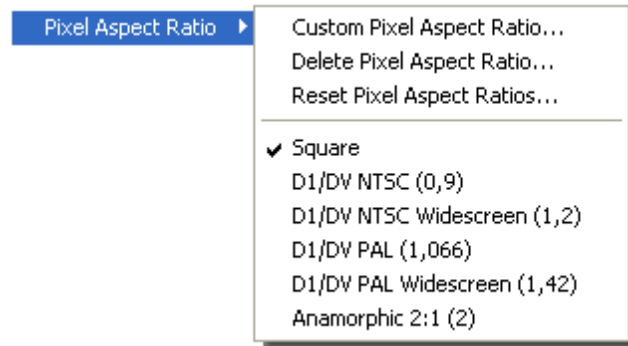 Pixel Aspect Ratio
Custom Pixel Aspect Ratio...
Delete Pixel Aspect Ratio...
Reset Pixel Aspect Ratios...
Square
D1/DV NTSC (0,9)
D1/DV NTSC Widescreen (1,2)
D1/DV PAL (1,066)
D1/DV PAL Widescreen (1,42)
Anamorphic 2:1 (2)